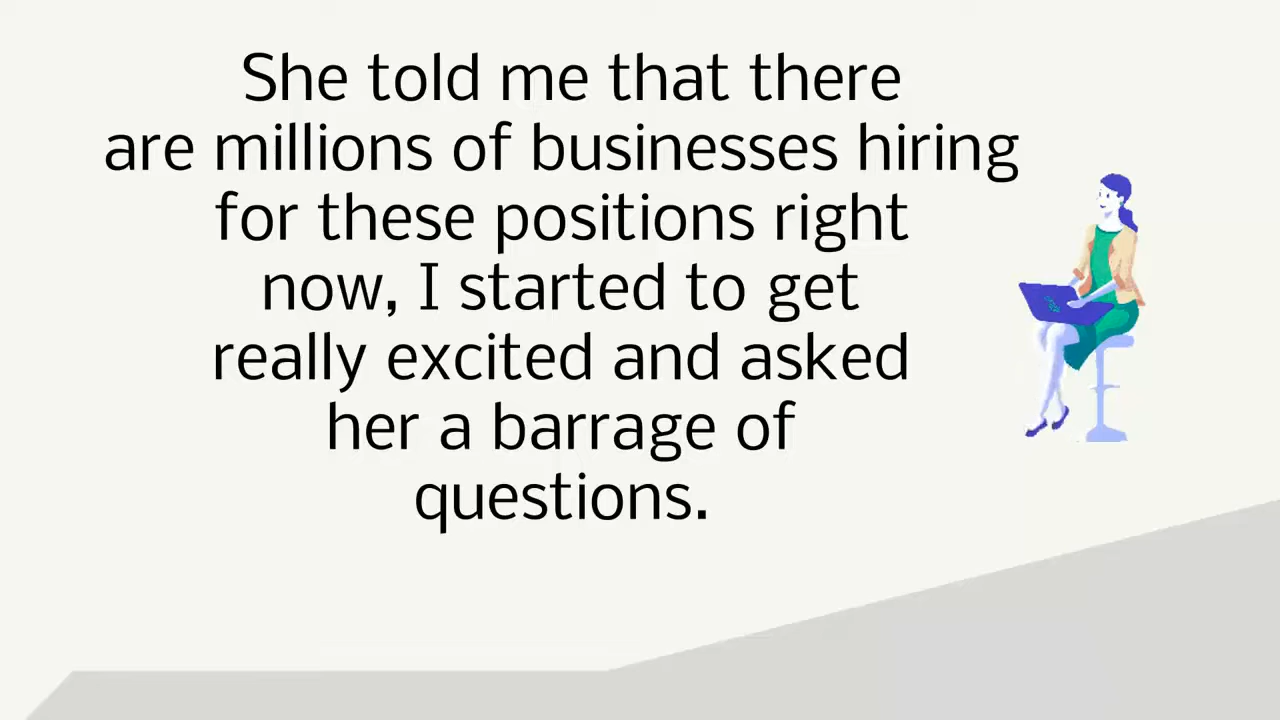 She told me that there
are millions of businesses hiring
for these positions right
now, I started to get
really excited and asked
her a barrage of
questions.